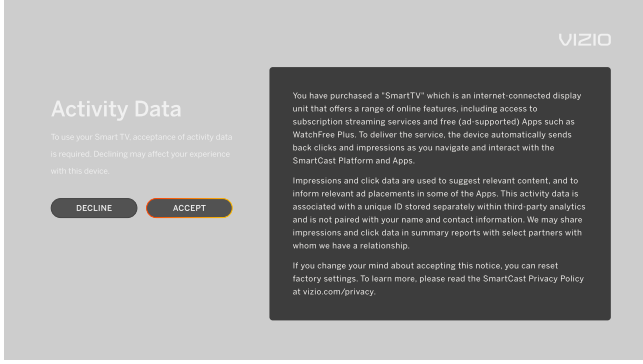 VIZIO
Activity Data
To use your Smart TV, acceptance of activity data
is required. Declining may affect your experience
with this device.
DECLINE
ACCEPT
You have purchased a "SmartTV" which is an internet-connected display
unit that offers a range of online features, including access to
subscription streaming services and free (ad-supported) Apps such as
WatchFree Plus. To deliver the service, the device automatically sends
back clicks and impressions as you navigate and interact with the
SmartCast Platform and Apps.
Impressions and click data are used to suggest relevant content, and to
inform relevant ad placements in some of the Apps. This activity data is
associated with a unique ID stored separately within third-party analytics
and is not paired with your name and contact information. We may share
impressions and click data in summary reports with select partners with
whom we have a relationship.
If you change your mind about accepting this notice, you can reset
factory settings. To learn more, please read the SmartCast Privacy Policy
at vizio.com/privacy.